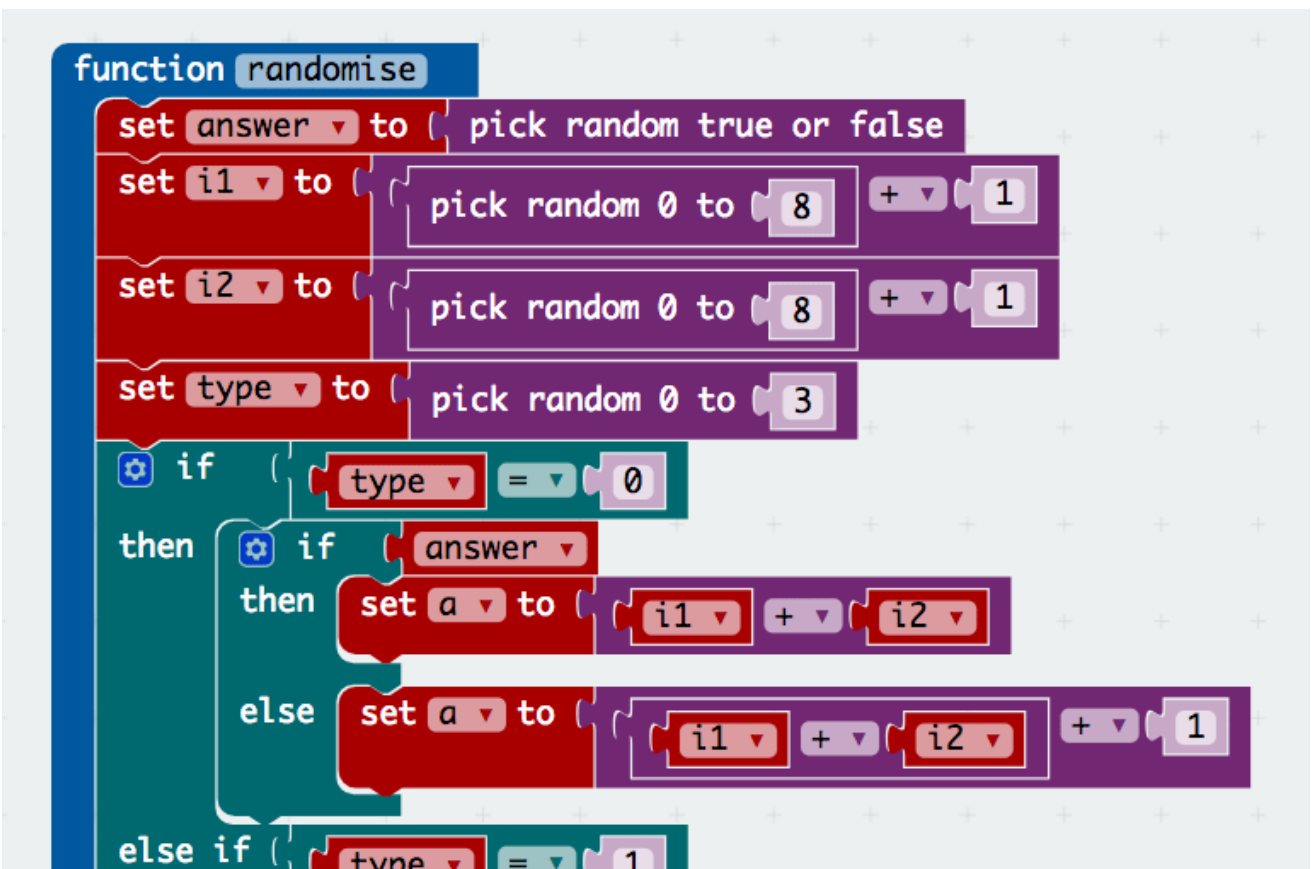 function randomise
set answer to pick random true or false
set i1 to pick random 0 to 8 + 1
set i2 to pick random 0 to 8 + 1
set type to pick random 0 to 3
if type = 0
then if answer
then set a to i1 + i2
else set a to i1 + i2 + 1
else if type = 1